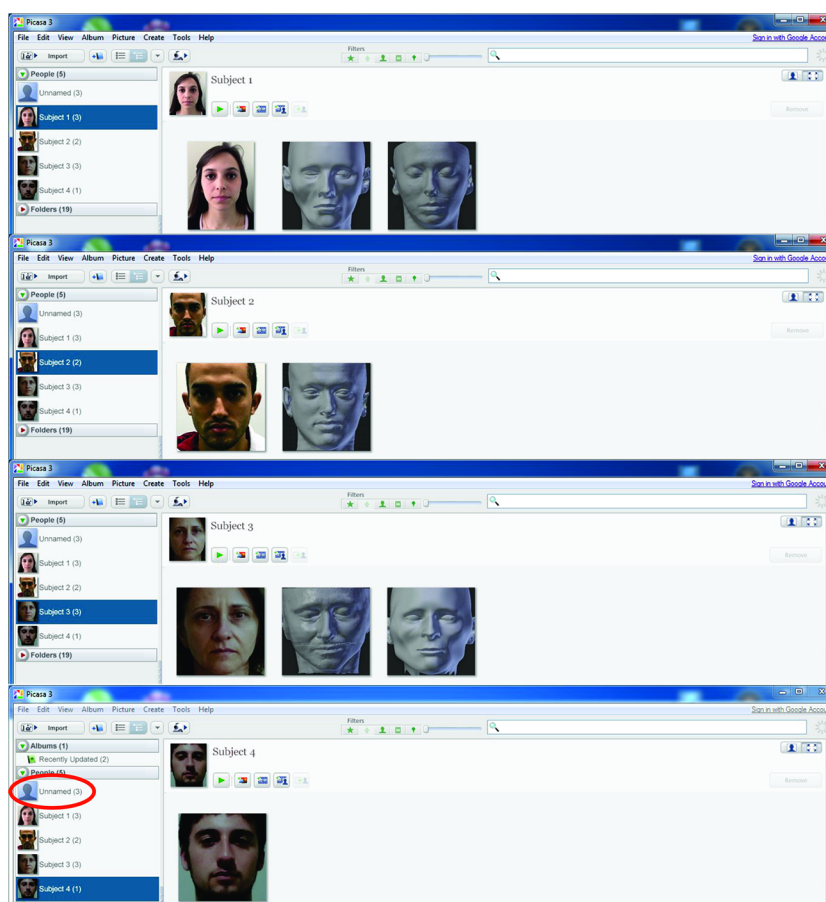 Picasa 3
File Edit View Album Picture Create Tools Help
Sign in with Google Accou
Import
Filters
People (5)
Unnamed (3)
Subject 1 (3)
Subject 2 (2)
Subject 3 (3)
Subject 4 (1)
Folders (19)
Subject 1
Remove
Picasa 3
File Edit View Album Picture Create Tools Help
Sign in with Google Accou
Import
Filters
People (5)
Unnamed (3)
Subject 1 (3)
Subject 2 (2)
Subject 3 (3)
Subject 4 (1)
Folders (19)
Subject 2
Remove
Picasa 3
File Edit View Album Picture Create Tools Help
Sign in with Google Accou
Import
Filters
People (5)
Unnamed (3)
Subject 1 (3)
Subject 2 (2)
Subject 3 (3)
Subject 4 (1)
Folders (19)
Subject 3
Remove
Picasa 3
File Edit View Album Picture Create Tools Help
Sign in with Google Accou
Import
Filters
Albums (1)
Recently Updated (2)
People (5)
Unnamed (3)
Subject 1 (3)
Subject 2 (2)
Subject 3 (3)
Subject 4 (1)
Subject 4
Remove